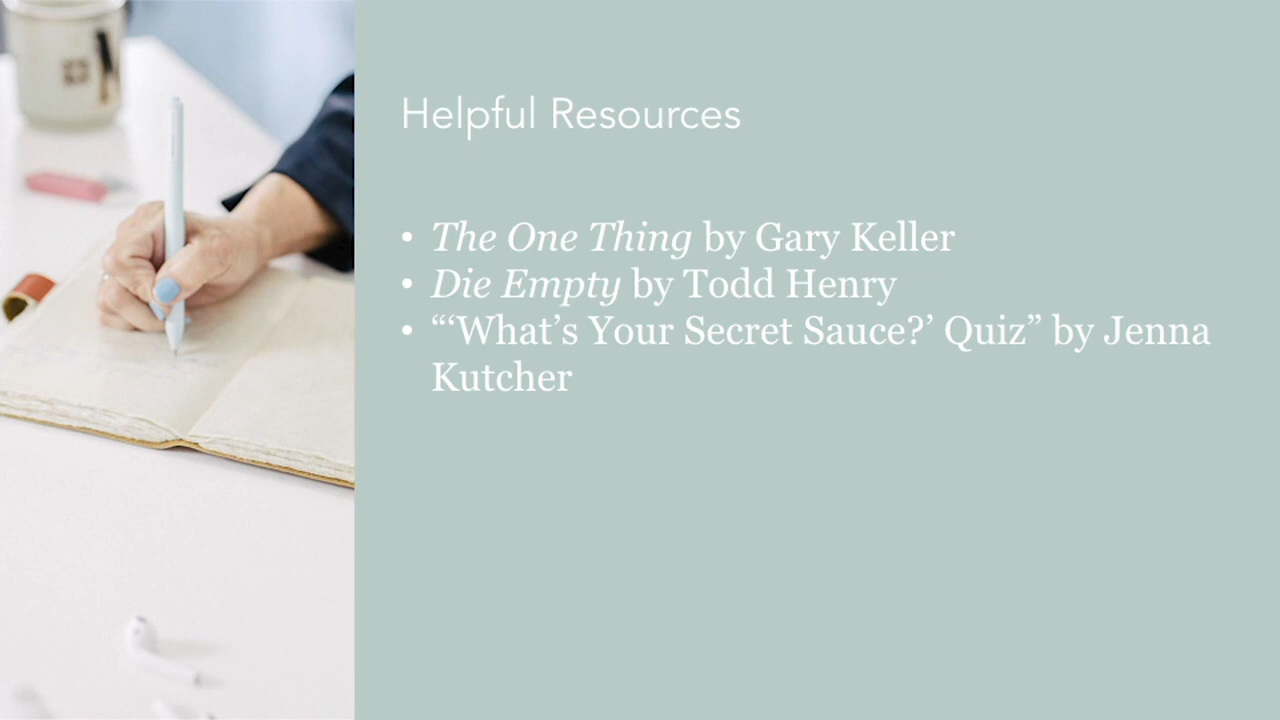 Helpful Resources
• The One Thing by Gary Keller
• Die Empty by Todd Henry
• “‘What’s Your Secret Sauce?’ Quiz” by Jenna
Kutcher